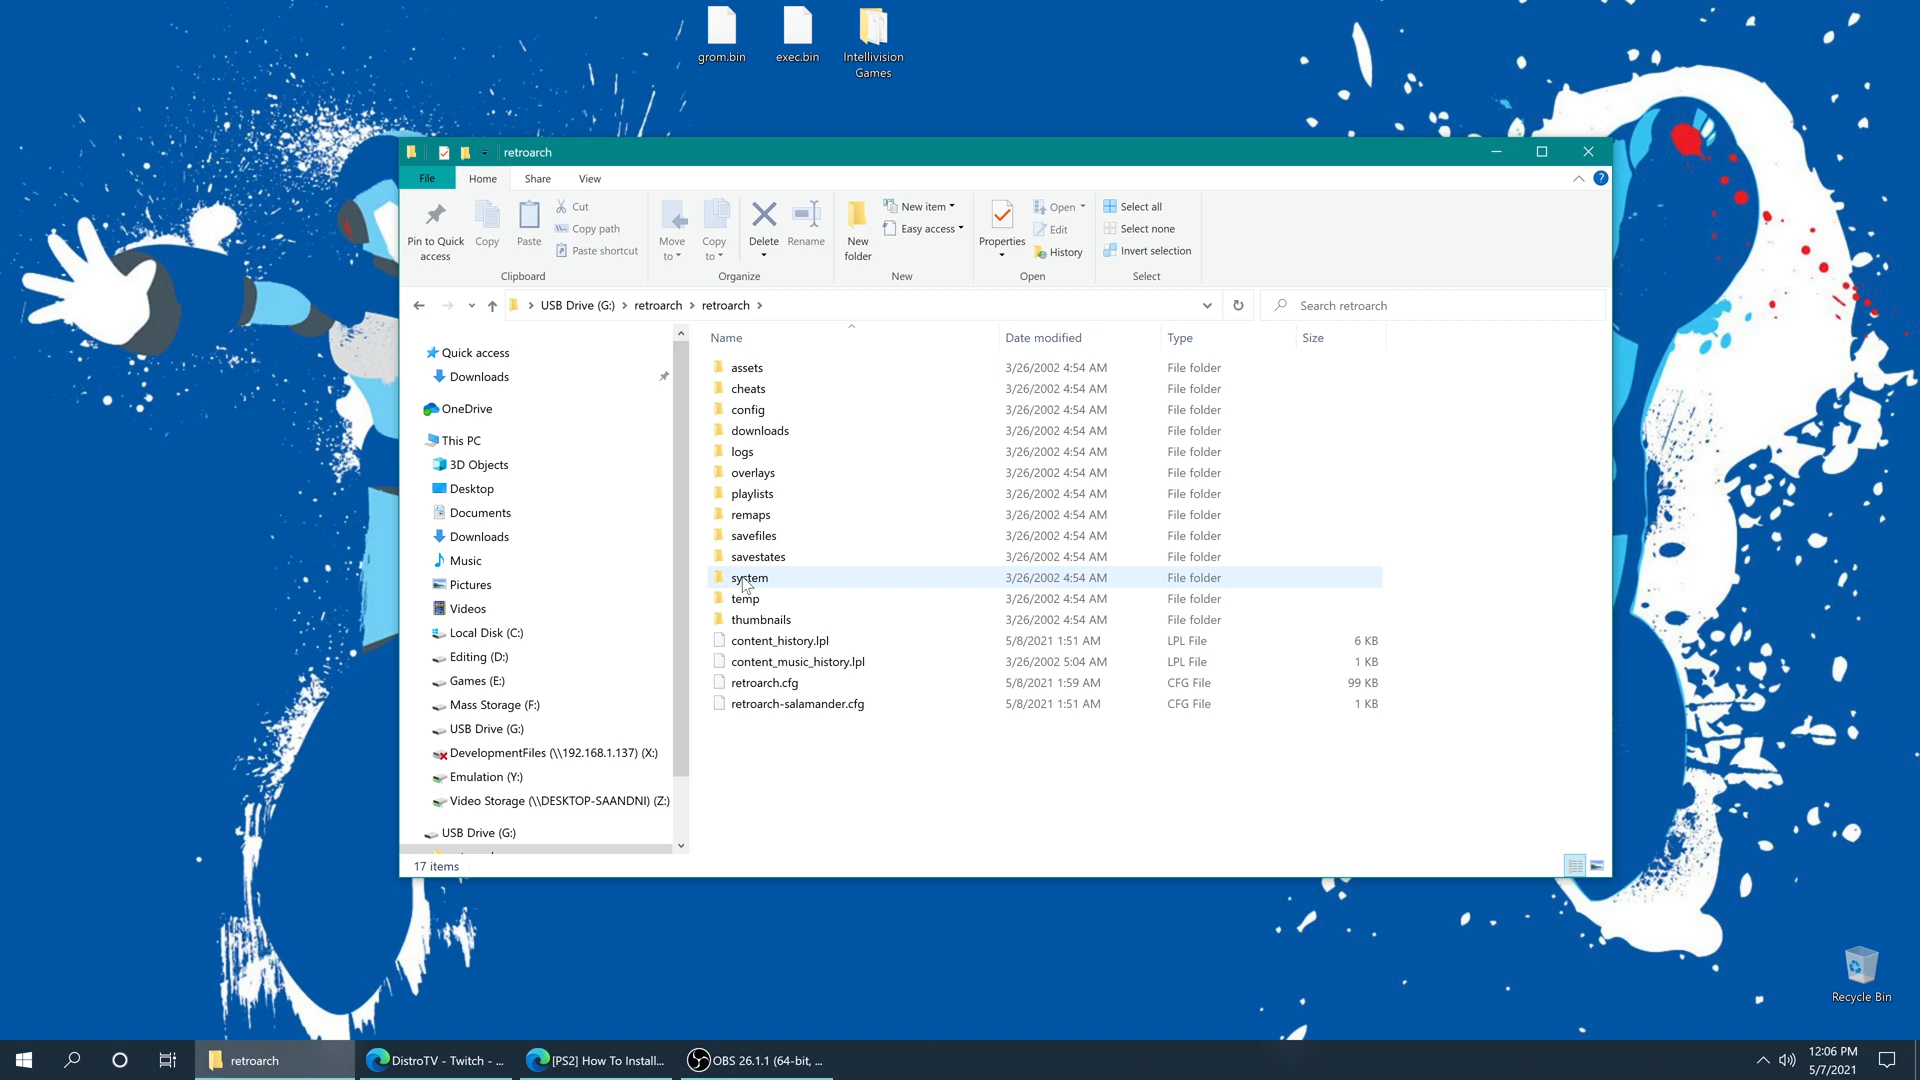 grom.bin
exec.bin
Intellivision
Games
retroarch
File
Home
Share
View
Pin to Quick
access
Copy
Paste
Cut
Copy path
Paste shortcut
Clipboard
Move
to
Copy
to
Delete
Rename
Organize
New
folder
New item
Easy access
New
Properties
Open
Edit
History
Open
Select all
Select none
Invert selection
Select
USB Drive (G:)
retroarch
retroarch
Search retroarch
Name
Date modified
Type
Size
Quick access
Downloads
OneDrive
This PC
3D Objects
Desktop
Documents
Downloads
Music
Pictures
Videos
Local Disk (C:)
Editing (D:)
Games (E:)
Mass Storage (F:)
USB Drive (G:)
DevelopmentFiles (\\192.168.1.137) (X:)
Emulation (Y:)
Video Storage (\\DESKTOP-SAANDNI) (Z:)
USB Drive (G:)
assets 3/26/2002 4:54 AM File folder
cheats 3/26/2002 4:54 AM File folder
config 3/26/2002 4:54 AM File folder
downloads 3/26/2002 4:54 AM File folder
logs 3/26/2002 4:54 AM File folder
overlays 3/26/2002 4:54 AM File folder
playlists 3/26/2002 4:54 AM File folder
remaps 3/26/2002 4:54 AM File folder
savefiles 3/26/2002 4:54 AM File folder
savestates 3/26/2002 4:54 AM File folder
system 3/26/2002 4:54 AM File folder
temp 3/26/2002 4:54 AM File folder
thumbnails 3/26/2002 4:54 AM File folder
content_history.lpl 5/8/2021 1:51 AM LPL File 6 KB
content_music_history.lpl 3/26/2002 5:04 AM LPL File 1 KB
retroarch.cfg 5/8/2021 1:59 AM CFG File 99 KB
retroarch-salamander.cfg 5/8/2021 1:51 AM CFG File 1 KB
17 items
Recycle Bin
retroarch
DistroTV - Twitch - ...
[PS2] How To Install...
OBS 26.1.1 (64-bit, ...
12:06 PM
5/7/2021